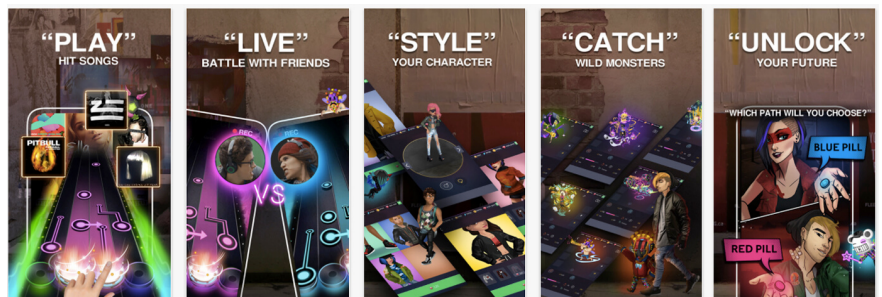 “PLAY”
HIT SONGS
PITBULL
“LIVE”
BATTLE WITH FRIENDS
REC
REC
VS
“STYLE”
YOUR CHARACTER
“CATCH”
WILD MONSTERS
“UNLOCK”
YOUR FUTURE
“WHICH PATH WILL YOU CHOOSE?”
BLUE PILL
RED PILL